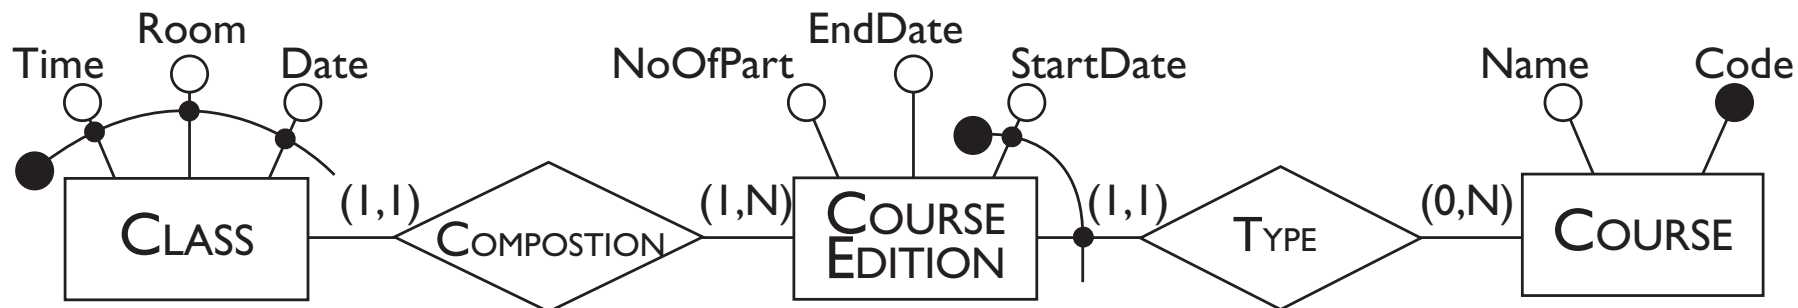 Time
Room
Date
CLASS
(1,1)
COMPOSTION
(1,N)
NoOfPart
EndDate
StartDate
COURSE
EDITION
(1,1)
TYPE
(0,N)
Name
Code
COURSE